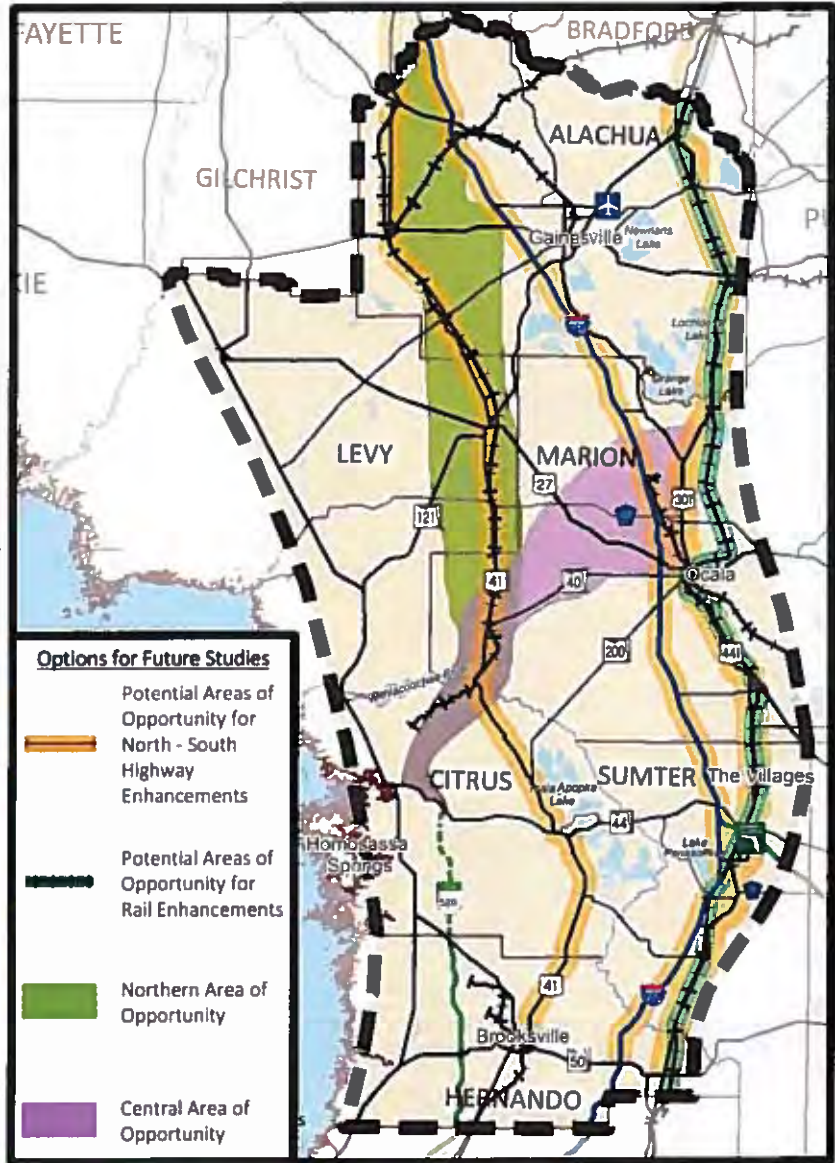 FAYETTE
BRADFORD
ALACHUA
GILCHRIST
Gainesville
Newnans
Lake
Lake
Orange
Lake
LEVY
MARION
27
301
121
41
40
Ocala
200
441
CITRUS
SUMTER
The Villages
Lake
44
Homosassa
Springs
Lake
41
Brooksville
50
HERNANDO
Options for Future Studies
Potential Areas of
Opportunity for
North - South
Highway
Enhancements
Potential Areas of
Opportunity for
Rail Enhancements
Northern Area of
Opportunity
Central Area of
Opportunity